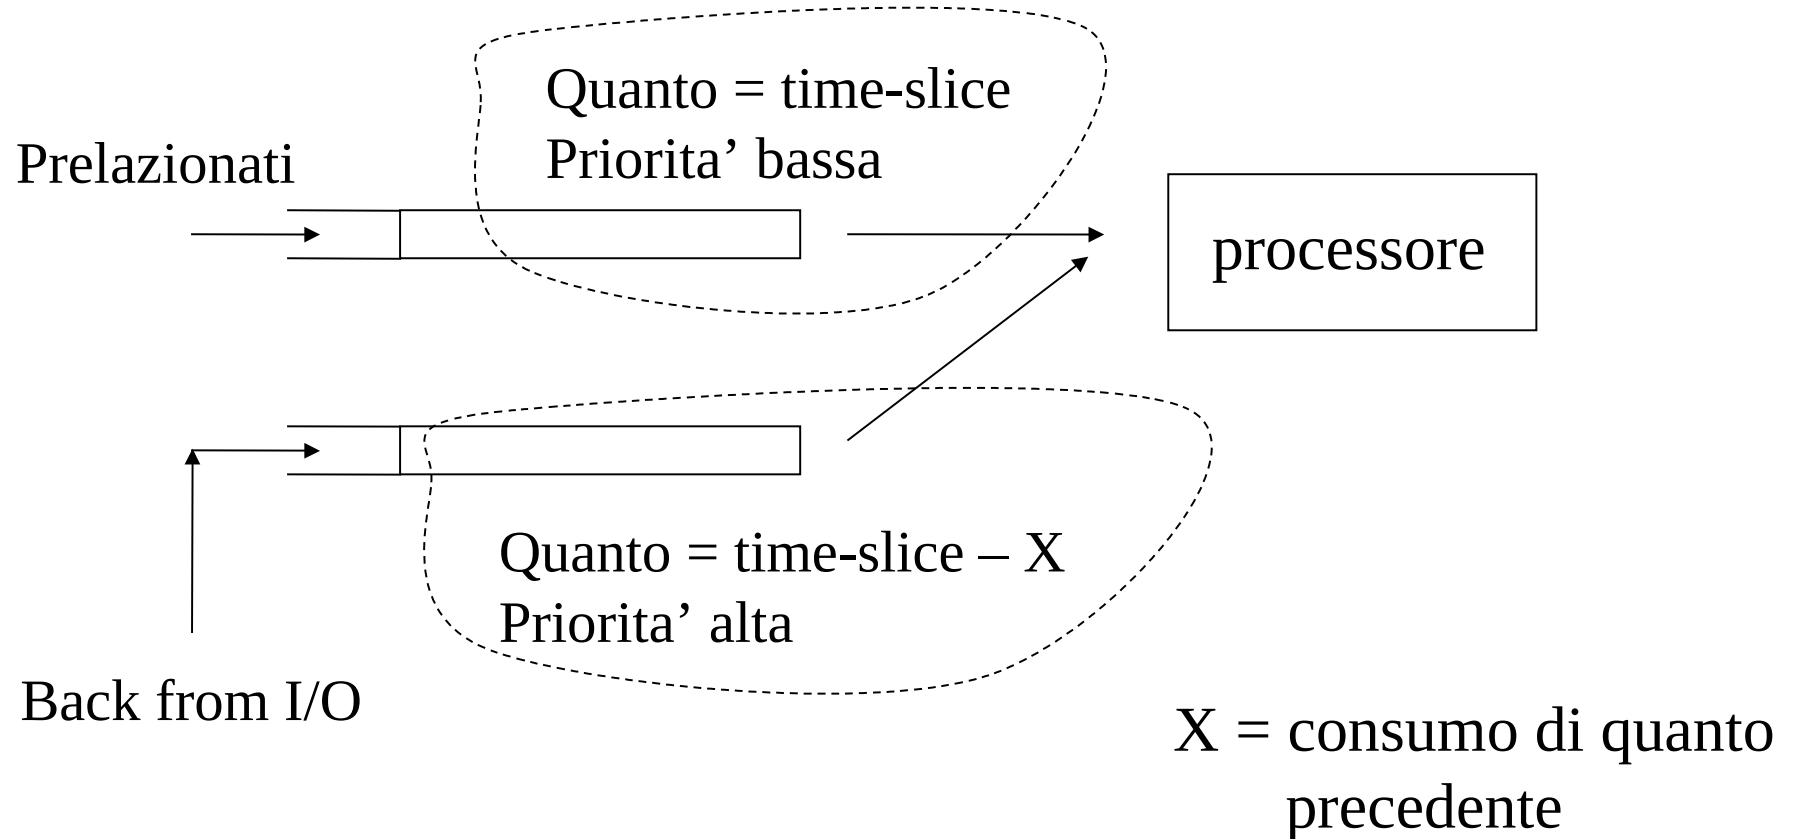 Quanto = time-slice
Priorita’ bassa
Prelazionati
processore
Quanto = time-slice – X
Priorita’ alta
Back from I/O
X = consumo di quanto
precedente